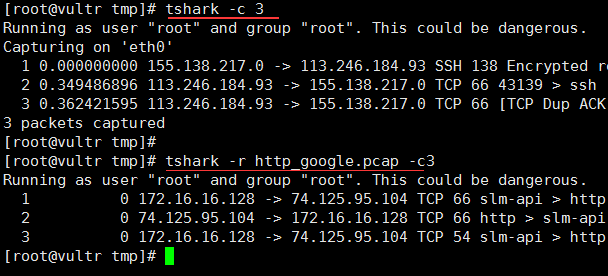 [root@vultr tmp]# tshark -c 3
Running as user "root" and group "root". This could be dangerous.
Capturing on 'eth0'
1 0.000000000 155.138.217.0 -> 113.246.184.93 SSH 138 Encrypted re
2 0.349486896 113.246.184.93 -> 155.138.217.0 TCP 66 43139 > ssh
3 0.362421595 113.246.184.93 -> 155.138.217.0 TCP 66 [TCP Dup ACK
3 packets captured
[root@vultr tmp]#
[root@vultr tmp]# tshark -r http_google.pcap -c3
Running as user "root" and group "root". This could be dangerous.
1 0 172.16.16.128 -> 74.125.95.104 TCP 66 slm-api > http
2 0 74.125.95.104 -> 172.16.16.128 TCP 66 http > slm-api
3 0 172.16.16.128 -> 74.125.95.104 TCP 54 slm-api > http
[root@vultr tmp]#